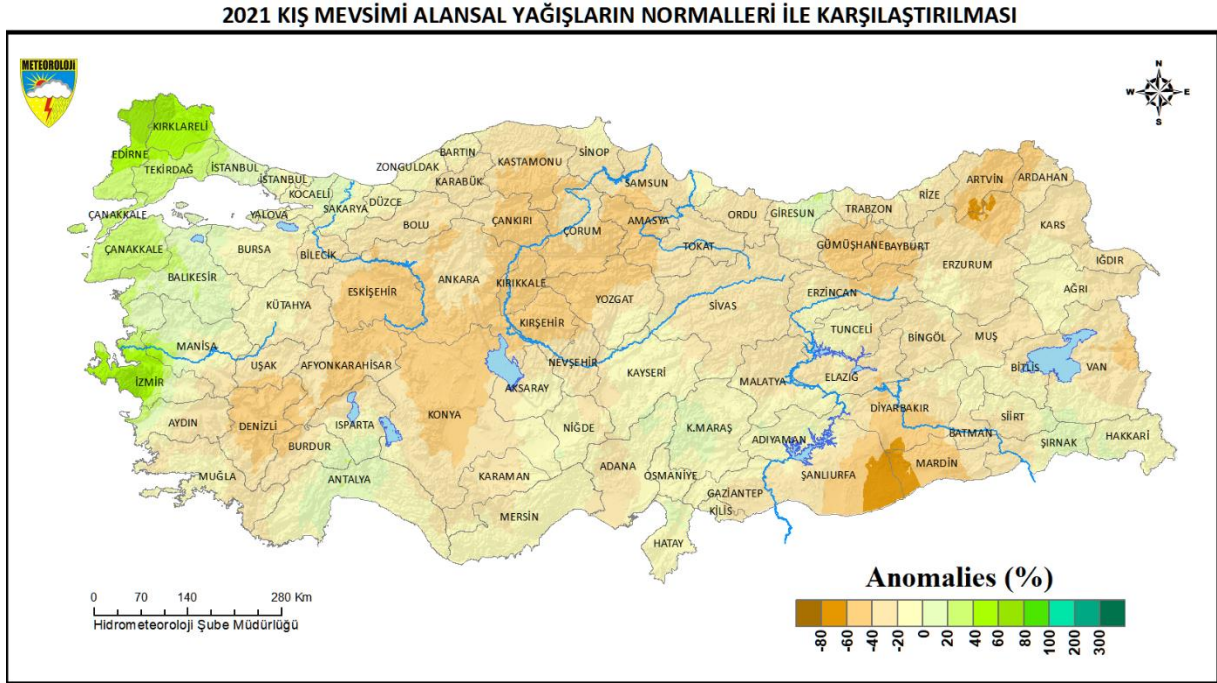 2021 KIŞ MEVSİMİ ALANSAL YAĞIŞLARIN NORMALLERİ İLE KARŞILAŞTIRILMASI
METEOROLOJI
N
W E
S
KIRKLARELİ
EDİRNE
TEKİRDAĞ
İSTANBUL
İSTANBUL
KOCAELİ
YALOVA
SAKARYA
DÜZCE
ZONGULDAK
BARTIN
KARABÜK
KASTAMONU
SİNOP
SAMSUN
ORDU
GİRESUN
TRABZON
RİZE
ARTVİN
ARDAHAN
ÇANAKKALE
ÇANAKKALE
BALIKESİR
BURSA
BİLECİK
BOLU
ÇANKIRI
ÇORUM
AMASYA
TOKAT
GÜMÜŞHANE
BAYBURT
ERZURUM
KARS
IĞDIR
AĞRI
KÜTAHYA
ESKİŞEHİR
ANKARA
KIRIKKALE
YOZGAT
SİVAS
ERZİNCAN
TUNCELİ
BİNGÖL
MUŞ
BİZLİS
VAN
MANİSA
İZMİR
UŞAK
AFYONKARAHİSAR
KIRŞEHİR
NEVŞEHİR
AKSARAY
KAYSERİ
MALATYA
ELAZIĞ
DİYARBAKIR
BATMAN
SİİRT
ŞIRNAK
HAKKARİ
AYDIN
DENİZLİ
BURDUR
ISPARTA
KONYA
NİĞDE
K.MARAŞ
ADIYAMAN
MARDİN
ŞANLIURFA
MUĞLA
ANTALYA
KARAMAN
MERSİN
ADANA
OSMANİYE
GAZİANTEP
KİLİS
HATAY
0 70 140 280 Km
Hidrometeoroloji Şube Müdürlüğü
Anomalies (%)
-80 -60 -40 -20 0 20 40 60 80 100 200 300